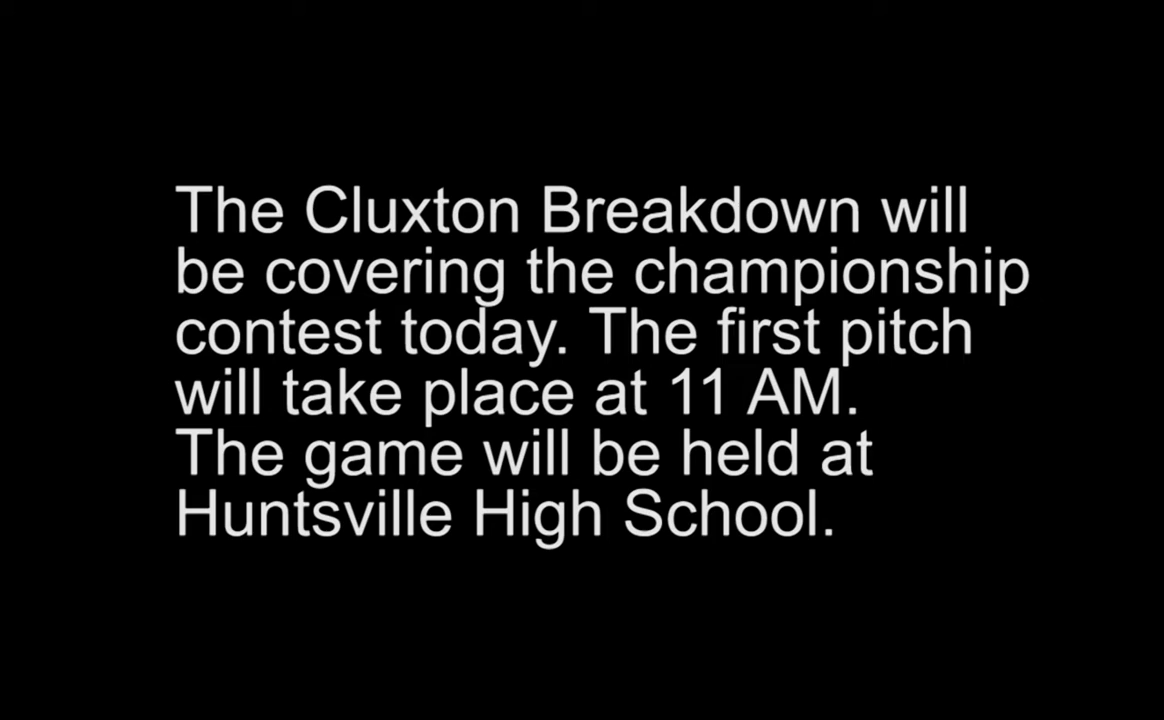 The Cluxton Breakdown will
be covering the championship
contest today. The first pitch
will take place at 11 AM.
The game will be held at
Huntsville High School.